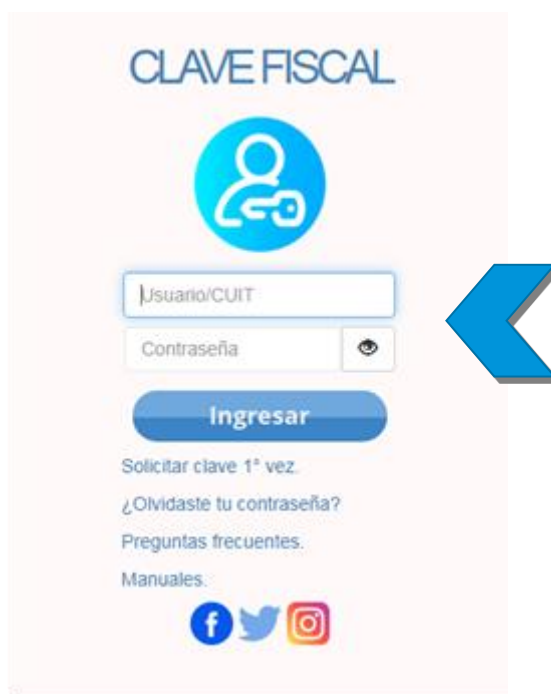 CLAVE FISCAL
Usuario/CUIT
Contraseña
Ingresar
Solicitar clave 1° vez.
¿Olvidaste tu contraseña?
Preguntas frecuentes.
Manuales.